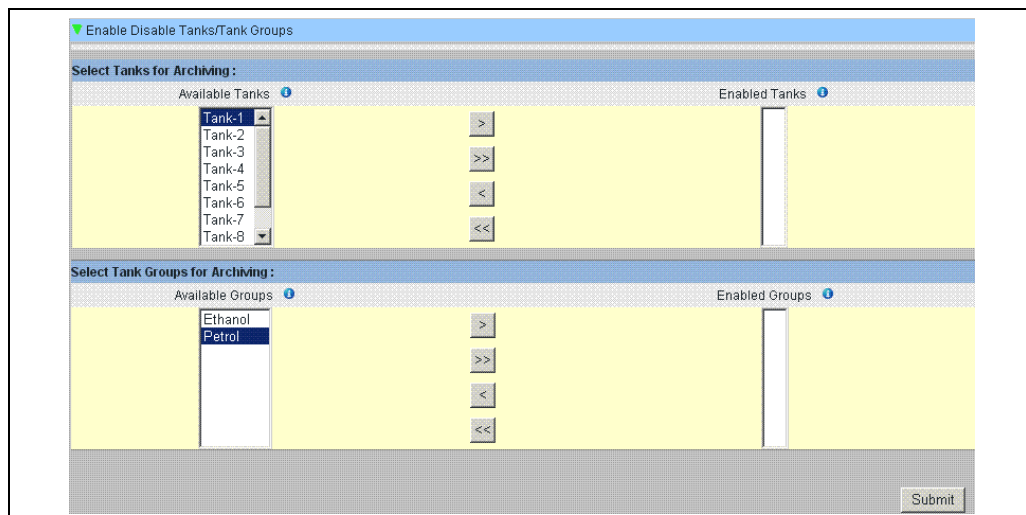 Enable Disable Tanks/Tank Groups
Select Tanks for Archiving :
Available Tanks
Enabled Tanks
Tank-1
Tank-2
Tank-3
Tank-4
Tank-5
Tank-6
Tank-7
Tank-8
>
>>
<
<<
Select Tank Groups for Archiving :
Available Groups
Enabled Groups
Ethanol
Petrol
>
>>
<
<<
Submit